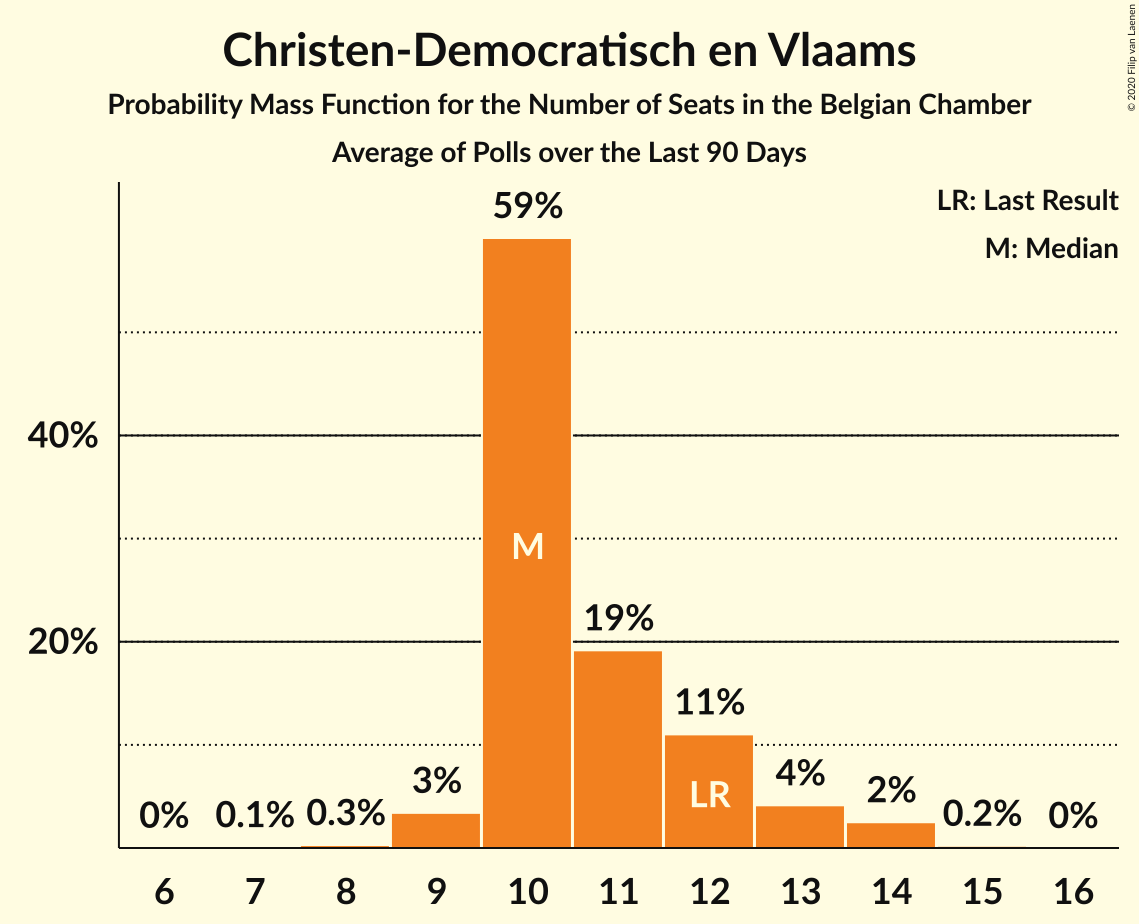 Christen-Democratisch en Vlaams
Probability Mass Function for the Number of Seats in the Belgian Chamber
Average of Polls over the Last 90 Days
© 2020 Filip van Laenen
LR: Last Result
M: Median
59%
40%
M
19%
20%
11%
LR
4%
3%
2%
0% 0.1% 0.3% 0.2% 0%
6 7 8 9 10 11 12 13 14 15 16